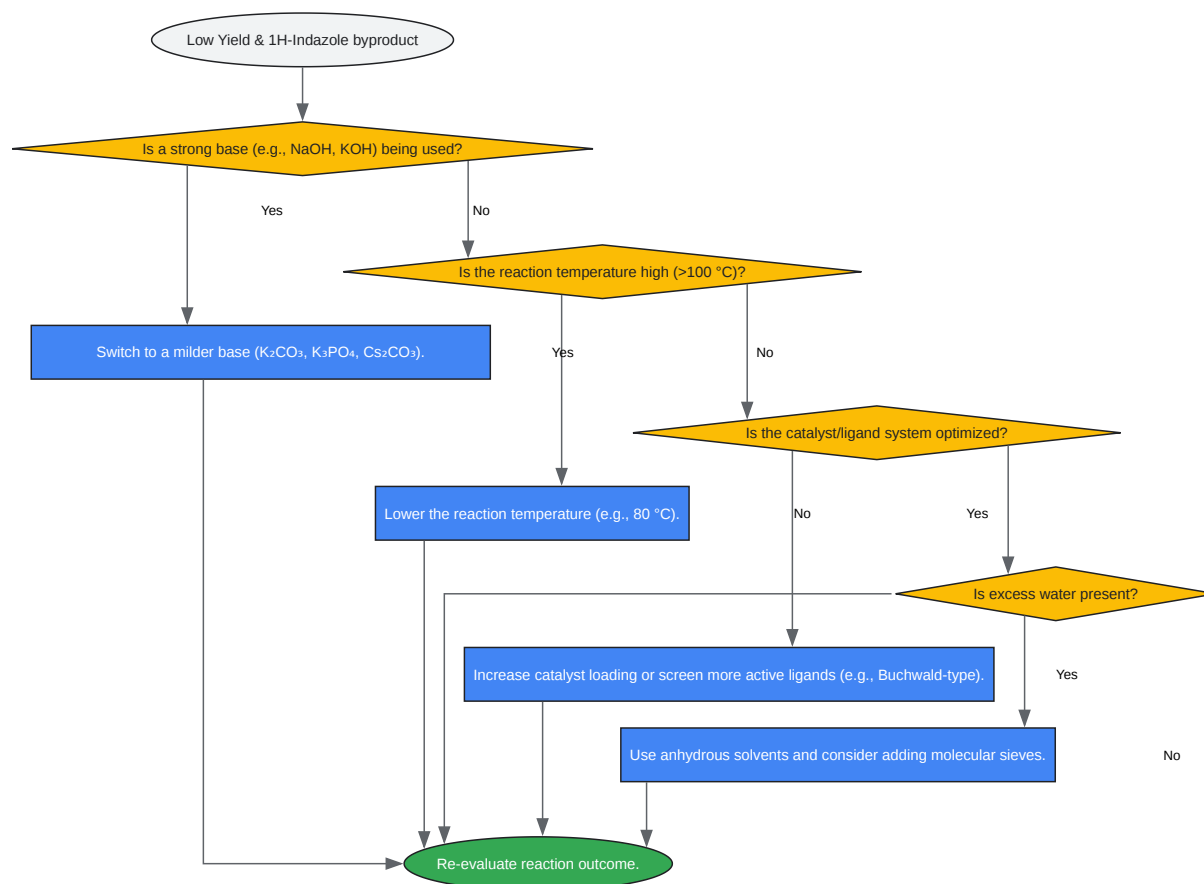 Low Yield & 1H-Indazole byproduct
Is a strong base (e.g., NaOH, KOH) being used?
Yes
No
Is the reaction temperature high (>100 °C)?
Switch to a milder base (K₂CO₃, K₃PO₄, Cs₂CO₃).
Yes
No
Is the catalyst/ligand system optimized?
Lower the reaction temperature (e.g., 80 °C).
No
Yes
Is excess water present?
Increase catalyst loading or screen more active ligands (e.g., Buchwald-type).
Yes
Use anhydrous solvents and consider adding molecular sieves.
No
Re-evaluate reaction outcome.